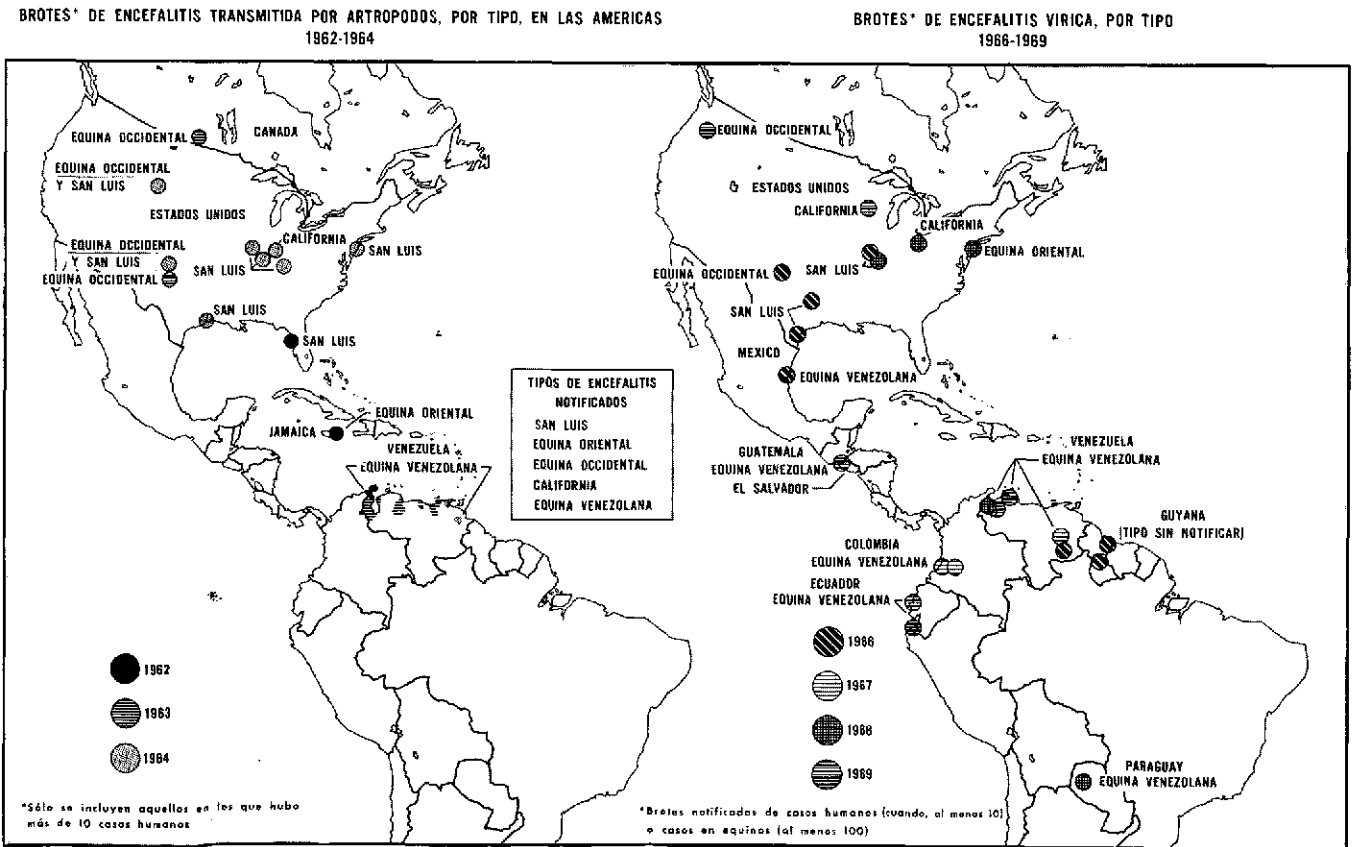 BROTES* DE ENCEFALITIS TRANSMITIDA POR ARTROPODOS, POR TIPO, EN LAS AMERICAS
1962-1964
EQUINA OCCIDENTAL
CANADA
EQUINA OCCIDENTAL
Y SAN LUIS
ESTADOS UNIDOS
CALIFORNIA
SAN LUIS
EQUINA OCCIDENTAL
Y SAN LUIS
SAN LUIS
EQUINA OCCIDENTAL
SAN LUIS
SAN LUIS
EQUINA ORIENTAL
JAMAICA
VENEZUELA
EQUINA VENEZOLANA
TIPOS DE ENCEFALITIS
NOTIFICADOS
SAN LUIS
EQUINA ORIENTAL
EQUINA OCCIDENTAL
CALIFORNIA
EQUINA VENEZOLANA
1962
1963
1964
*Sólo se incluyen aquellos en los que hubo
más de 10 casos humanos
BROTES* DE ENCEFALITIS VIRICA, POR TIPO
1966-1969
EQUINA OCCIDENTAL
ESTADOS UNIDOS
CALIFORNIA
CALIFORNIA
EQUINA ORIENTAL
SAN LUIS
EQUINA OCCIDENTAL
SAN LUIS
MEXICO
EQUINA VENEZOLANA
GUATEMALA
EQUINA VENEZOLANA
EL SALVADOR
VENEZUELA
EQUINA VENEZOLANA
GUYANA
(TIPO SIN NOTIFICAR)
COLOMBIA
EQUINA VENEZOLANA
ECUADOR
EQUINA VENEZOLANA
1966
1967
1968
1969
PARAGUAY
EQUINA VENEZOLANA
*Brotes notificados de casos humanos (cuando, al menos 10)
o casos en equinos (al menos 100)